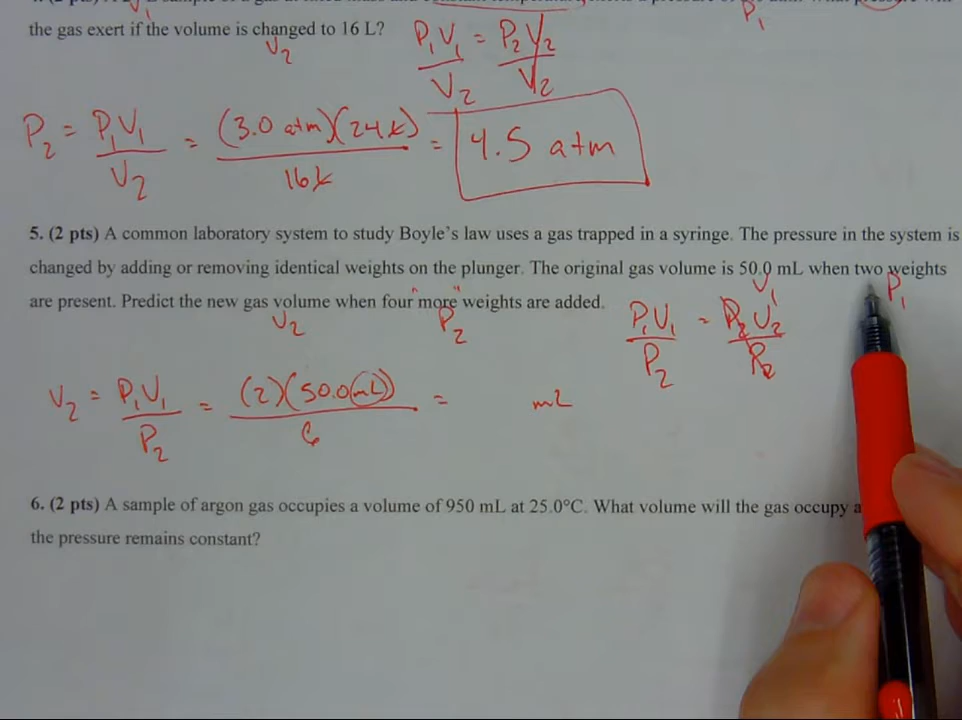 the gas exert if the volume is changed to 16 L?
V₂
P₁V₁ = P₂V₂
V₂ V₂
P₁
P₂ = P₁V₁ = (3.0 atm)(24L) = 4.5 atm
V₂ 16L
5. (2 pts) A common laboratory system to study Boyle's law uses a gas trapped in a syringe. The pressure in the system is
changed by adding or removing identical weights on the plunger. The original gas volume is 50.0 mL when two weights
V₁ P₁
are present. Predict the new gas volume when four "more" weights are added.
V₂ P₂
P₁V₁ = P₂V₂
P₂ P₂
V₂ = P₁V₁ = (2)(50.0mL) = mL
P₂ 6
6. (2 pts) A sample of argon gas occupies a volume of 950 mL at 25.0°C. What volume will the gas occupy
the pressure remains constant?